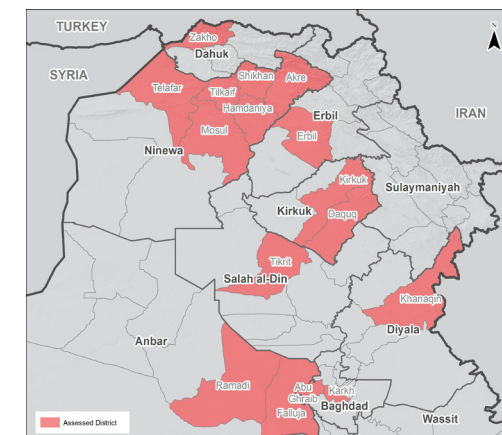 TURKEY
N
Zakho
Dahuk
SYRIA
Shikhan
Akre
Telafar
Tilkaif
Hamdaniya
Mosul
Erbil
Erbil
IRAN
Ninewa
Kirkuk
Sulaymaniyah
Kirkuk
Daquq
Tikrit
Salah al-Din
Khanaqin
Diyala
Anbar
Ramadi
Abu
Ghraib
Karkh
Baghdad
Falluja
Wassit
Assessed District